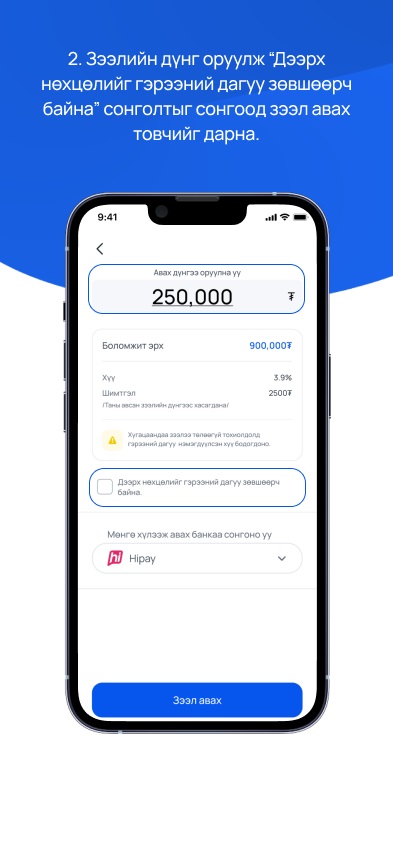 2. Зээлийн дүнг оруулж “Дээрх
нөхцөлийг гэрээний дагуу зөвшөөрч
байна” сонголтыг сонгоод зээл авах
товчийг дарна.
9:41
Авах дүнгээ оруулна уу
250,000 ₮
Боломжит эрх 900,000₮
Хүү 3.9%
Шимтгэл 2500₮
/Таны авсан зээлийн дүнгээс хасагдана/
Хугацаандаа зээлээ төлөөгүй тохиолдолд
гэрээний дагуу нэмэгдүүлсэн хүү бодогдоно.
Дээрх нөхцөлийг гэрээний дагуу зөвшөөрч
байна.
Мөнгө хүлээж авах банкаа сонгоно уу
hi Hipay
Зээл авах